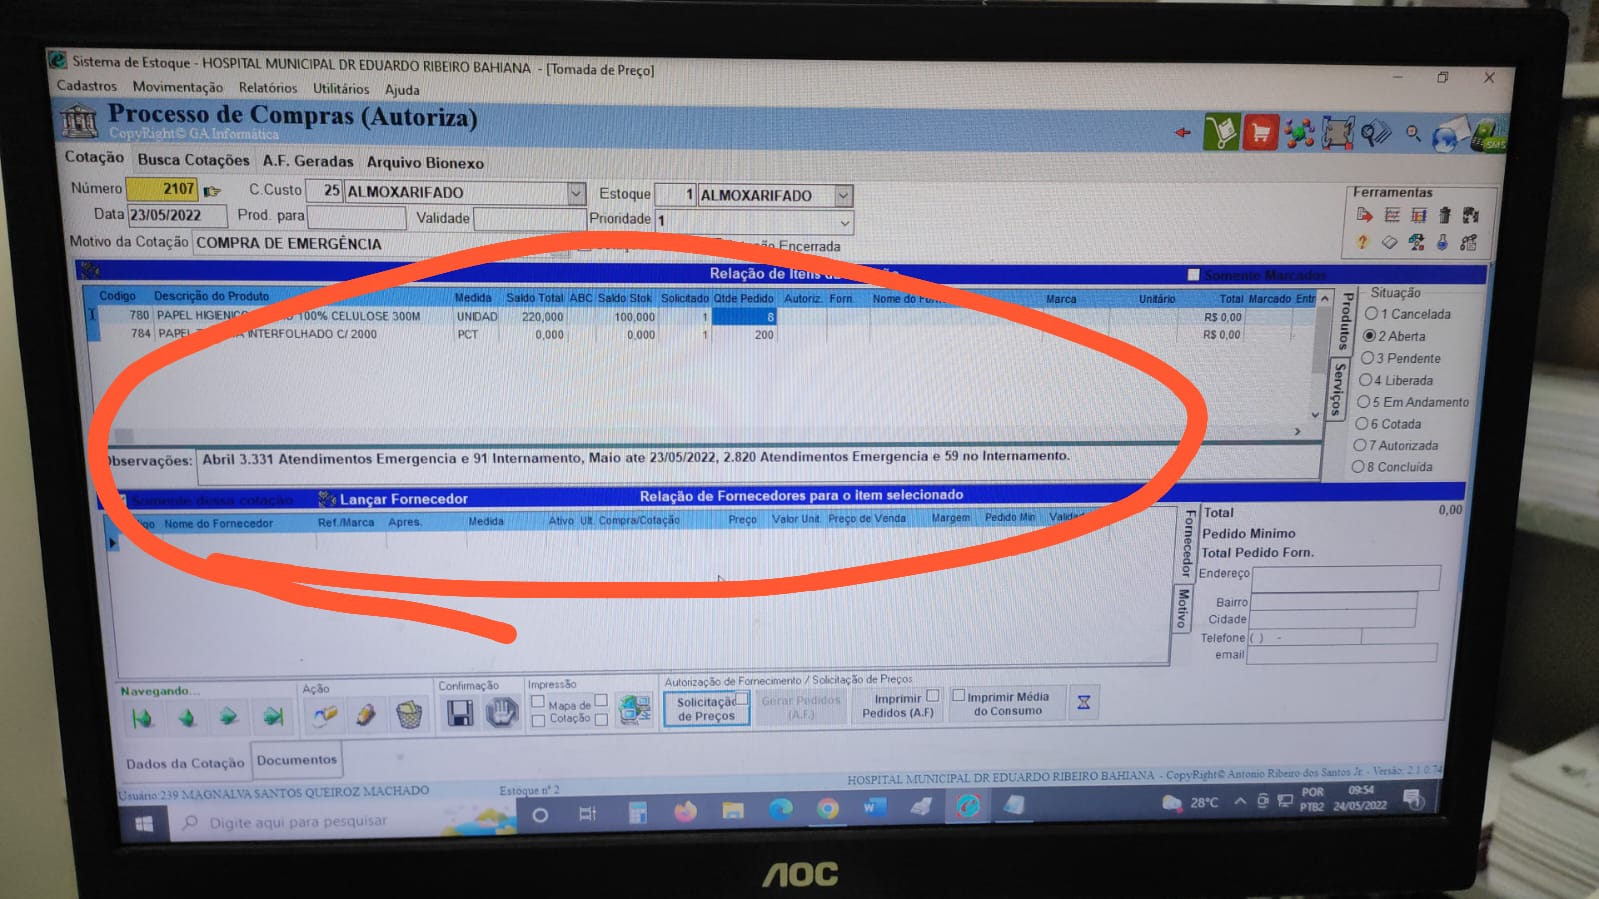 Sistema de Estoque - HOSPITAL MUNICIPAL DR EDUARDO RIBEIRO BAHIANA - [Tomada de Preço]
Cadastros Movimentação Relatórios Utilitários Ajuda
Processo de Compras (Autoriza)
CopyRight© GA Informática
SMS
Cotação Busca Cotações A.F. Geradas Arquivo Bionexo
Número 2107 C.Custo 25 ALMOXARIFADO Estoque 1 ALMOXARIFADO
Ferramentas
Data 23/05/2022 Prod. para Validade Prioridade 1
Motivo da Cotação COMPRA DE EMERGÊNCIA Encerrada
Relação de Itens Somente Marcados
Codigo Descrição do Produto Medida Saldo Total ABC Saldo Stok Solicitado Qtde Pedido Autoriz. Forn. Nome do Marca Unitário Total Marcado Entr
780 PAPEL HIGIENICO 100% CELULOSE 300M UNIDAD 220,000 100,000 1 8 R$ 0,00
784 INTERFOLHADO C/ 2000 PCT 0,000 0,000 1 200 R$ 0,00
Produtos
Serviços
Situação
1 Cancelada
2 Aberta
3 Pendente
4 Liberada
5 Em Andamento
6 Cotada
7 Autorizada
8 Concluída
Observações: Abril 3.331 Atendimentos Emergencia e 91 Internamento, Maio ate 23/05/2022, 2.820 Atendimentos Emergencia e 59 no Internamento.
Somente dessa cotação Lançar Fornecedor Relação de Fornecedores para o item selecionado
Nome do Fornecedor Ref./Marca Apres. Medida Ativo Ult. Compra/Cotação Preço Valor Unit. Preço de Venda Margem Pedido Min
Fornecedor
Motivo
Total 0,00
Pedido Minimo
Total Pedido Forn.
Endereço
Bairro
Cidade
Telefone ( ) -
email
Navegando... Ação Confirmação Impressão Autorização de Fornecimento / Solicitação de Preços
Mapa de
Cotação
Solicitação
de Preços
Gerar Pedidos
(A.F.)
Imprimir
Pedidos (A.F)
Imprimir Média
do Consumo
Dados da Cotação Documentos
HOSPITAL MUNICIPAL DR EDUARDO RIBEIRO BAHIANA - CopyRight© Antonio Ribeiro dos Santos Jr - Versão: 2.1.0.74
Usuário:239 MAGNALVA SANTOS QUEIROZ MACHADO Estoque nº 2
Digite aqui para pesquisar
28°C
POR
PTB2
09:54
24/05/2022
AOC